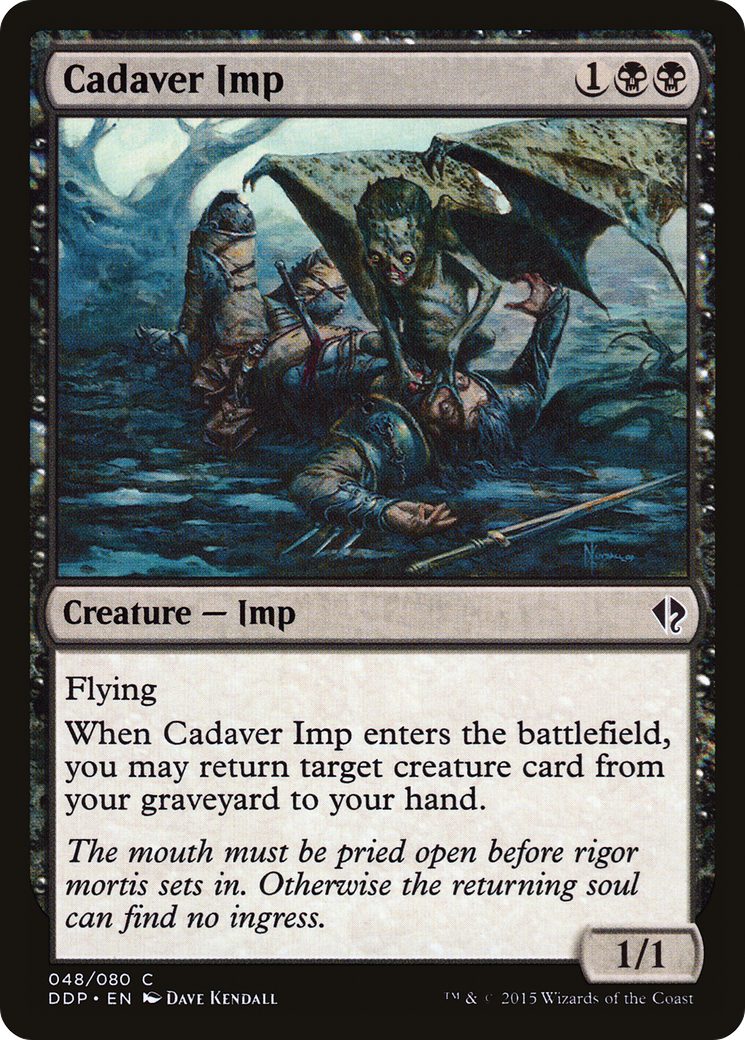 Cadaver Imp
1
Creature — Imp
Flying
When Cadaver Imp enters the battlefield,
you may return target creature card from
your graveyard to your hand.
The mouth must be pried open before rigor
mortis sets in. Otherwise the returning soul
can find no ingress.
1/1
048/080 C
DDP • EN Dave Kendall
™ & © 2015 Wizards of the Coast